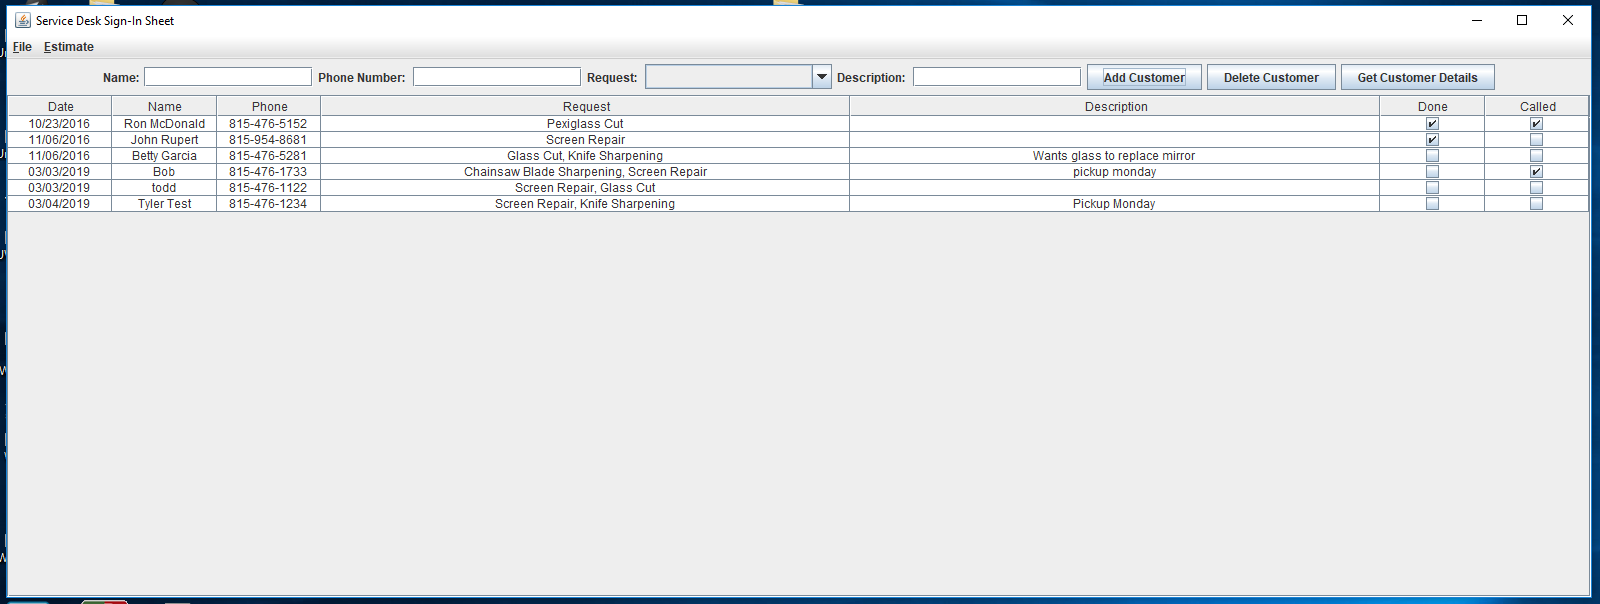 Service Desk Sign-In Sheet
File Estimate
Name: Phone Number: Request: Description: Add Customer Delete Customer Get Customer Details
Date Name Phone Request Description Done Called
10/23/2016 Ron McDonald 815-476-5152 Pexiglass Cut
11/06/2016 John Rupert 815-954-8681 Screen Repair
11/06/2016 Betty Garcia 815-476-5281 Glass Cut, Knife Sharpening Wants glass to replace mirror
03/03/2019 Bob 815-476-1733 Chainsaw Blade Sharpening, Screen Repair pickup monday
03/03/2019 todd 815-476-1122 Screen Repair, Glass Cut
03/04/2019 Tyler Test 815-476-1234 Screen Repair, Knife Sharpening Pickup Monday